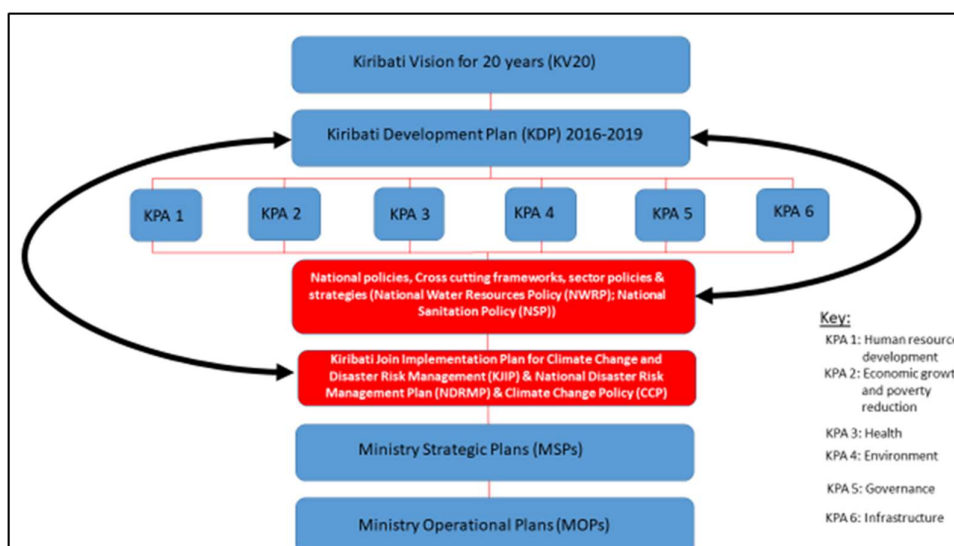 Kiribati Vision for 20 years (KV20)
Kiribati Development Plan (KDP) 2016-2019
KPA 1
KPA 2
KPA 3
KPA 4
KPA 5
KPA 6
National policies, Cross cutting frameworks, sector policies &
strategies (National Water Resources Policy (NWRP); National
Sanitation Policy (NSP))
Kiribati Join Implementation Plan for Climate Change and
Disaster Risk Management (KJIP) & National Disaster Risk
Management Plan (NDRMP) & Climate Change Policy (CCP)
Ministry Strategic Plans (MSPs)
Ministry Operational Plans (MOPs)
Key:
KPA 1: Human resource
development
KPA 2: Economic growt
and poverty
reduction
KPA 3: Health
KPA 4: Environment
KPA 5: Governance
KPA 6: Infrastructure